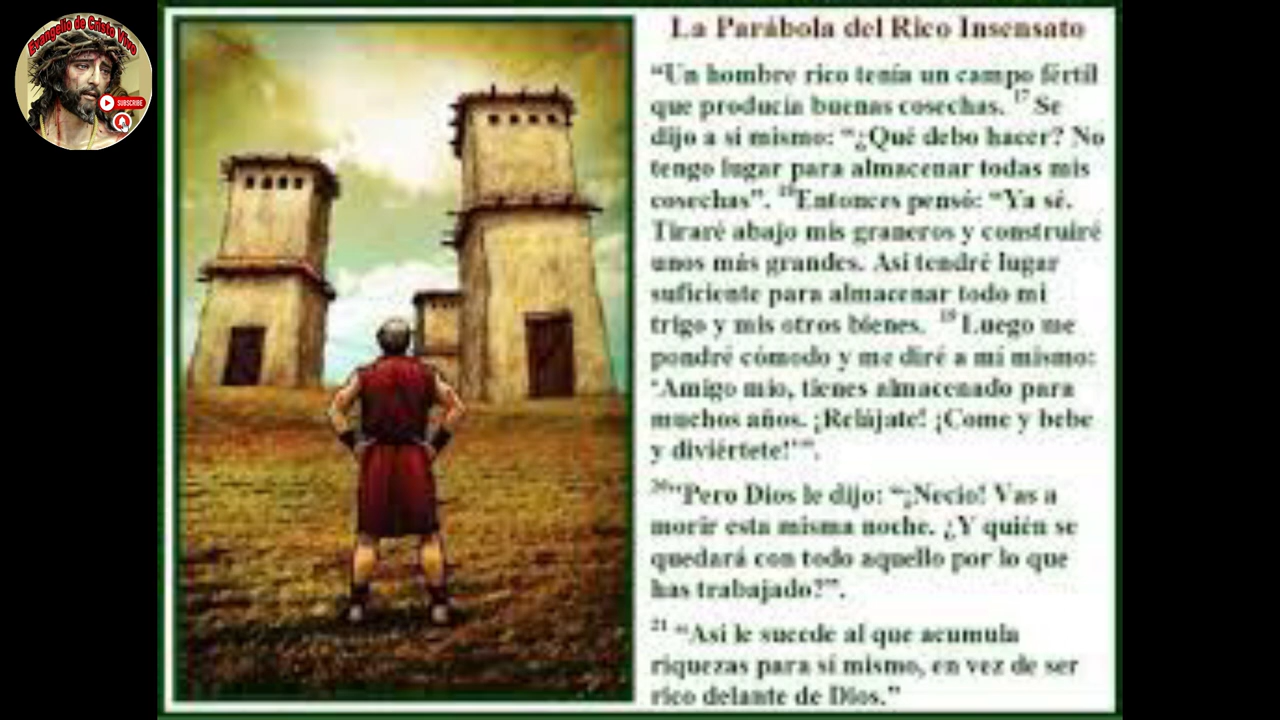 Evangelio de Cristo Vivo
SUBSCRIBE
La Parábola del Rico Insensato
“Un hombre rico tenía un campo fértil
que producía buenas cosechas. 17 Se
dijo a sí mismo: “¿Qué debo hacer? No
tengo lugar para almacenar todas mis
cosechas”. 18Entonces pensó: “Ya sé.
Tiraré abajo mis graneros y construiré
unos más grandes. Así tendré lugar
suficiente para almacenar todo mi
trigo y mis otros bienes. 19 Luego me
pondré cómodo y me diré a mí mismo:
‘Amigo mío, tienes almacenado para
muchos años. ¡Relájate! ¡Come y bebe
y diviértete!’”.
20“Pero Dios le dijo: “¡Necio! Vas a
morir esta misma noche. ¿Y quién se
quedará con todo aquello por lo que
has trabajado?”.
21 “Así le sucede al que acumula
riquezas para sí mismo, en vez de ser
rico delante de Dios.”